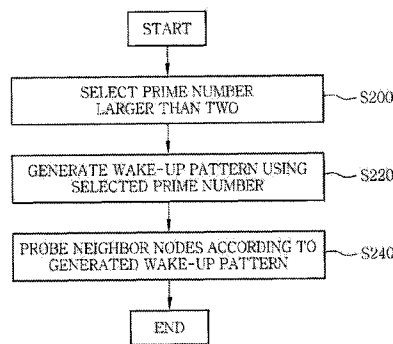 START
SELECT PRIME NUMBER
LARGER THAN TWO
S200
GENERATE WAKE-UP PATTERN USING
SELECTED PRIME NUMBER
S220
PROBE NEIGHBOR NODES ACCORDING TO
GENERATED WAKE-UP PATTERN
S240
END